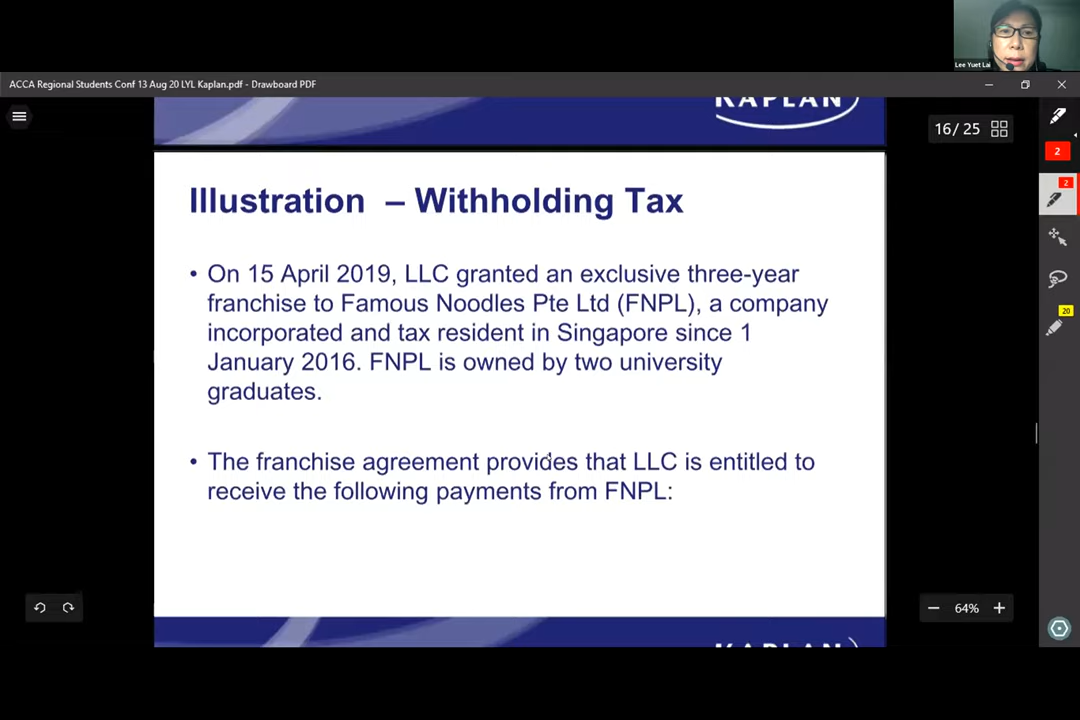 Lee Yuet Lai
ACCA Regional Students Conf 13 Aug 20 LYL Kaplan.pdf - Drawboard PDF
KAPLAN
16/ 25
2
2
20
Illustration – Withholding Tax
• On 15 April 2019, LLC granted an exclusive three-year
franchise to Famous Noodles Pte Ltd (FNPL), a company
incorporated and tax resident in Singapore since 1
January 2016. FNPL is owned by two university
graduates.
• The franchise agreement provides that LLC is entitled to
receive the following payments from FNPL:
64%
KAPLAN